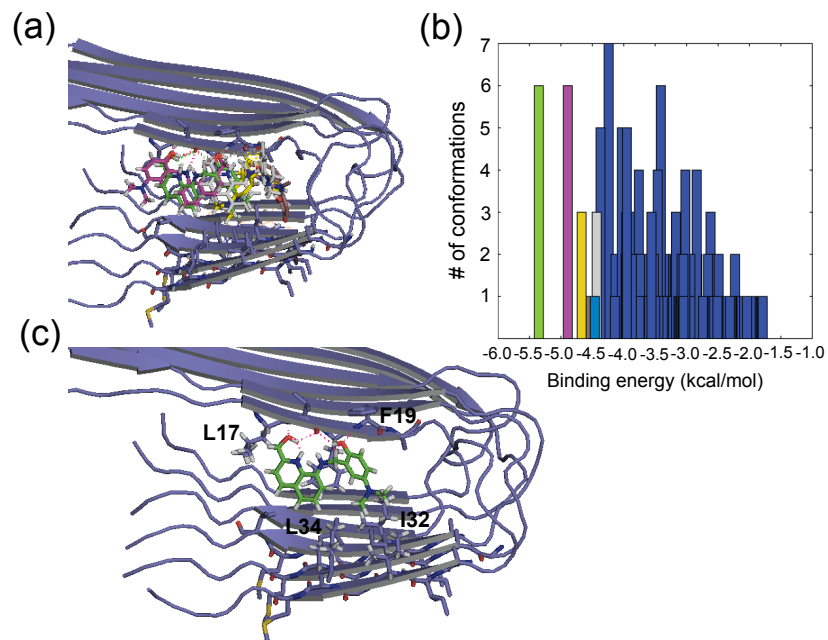 (a)
(b)
# of conformations
7
6
5
4
3
2
1
-6.0 -5.5 -5.0 -4.5 -4.0 -3.5 -3.0 -2.5 -2.0 -1.5 -1.0
Binding energy (kcal/mol)
(c)
F19
L17
L34
I32